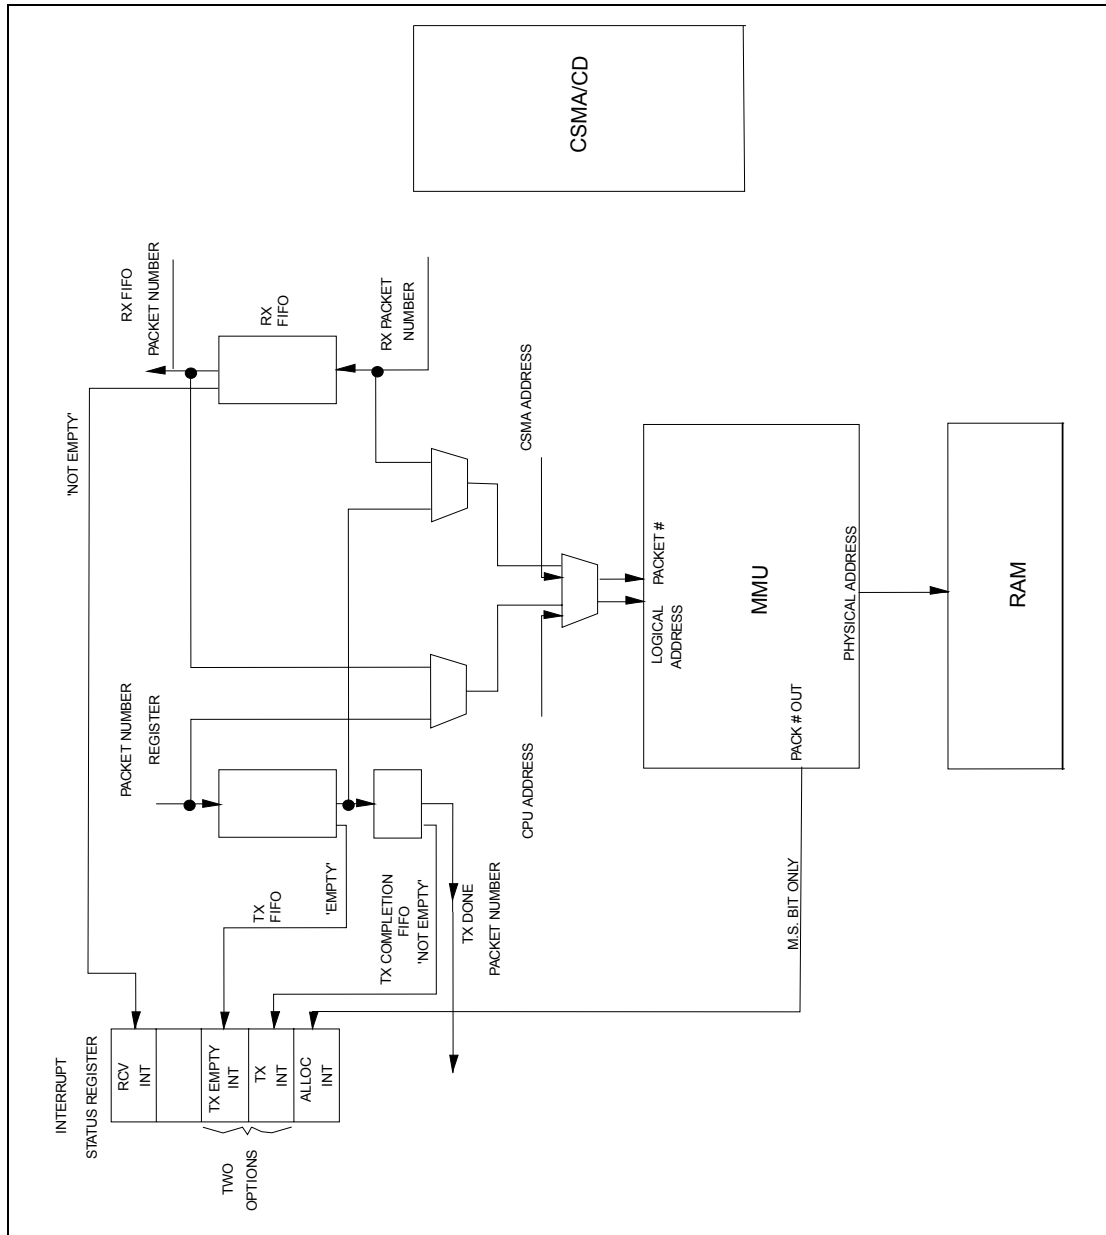 INTERRUPT
STATUS REGISTER
RCV
INT
TX EMPTY
INT
TX
INT
ALLOC
INT
TWO
OPTIONS
'NOT EMPTY'
PACKET NUMBER
REGISTER
TX
FIFO
'EMPTY'
TX COMPLETION
FIFO
'NOT EMPTY'
TX DONE
PACKET NUMBER
RX FIFO
PACKET NUMBER
RX
FIFO
RX PACKET
NUMBER
CSMA/CD
CPU ADDRESS
CSMA ADDRESS
LOGICAL
ADDRESS
PACKET #
MMU
PACK # OUT
PHYSICAL ADDRESS
M.S. BIT ONLY
RAM